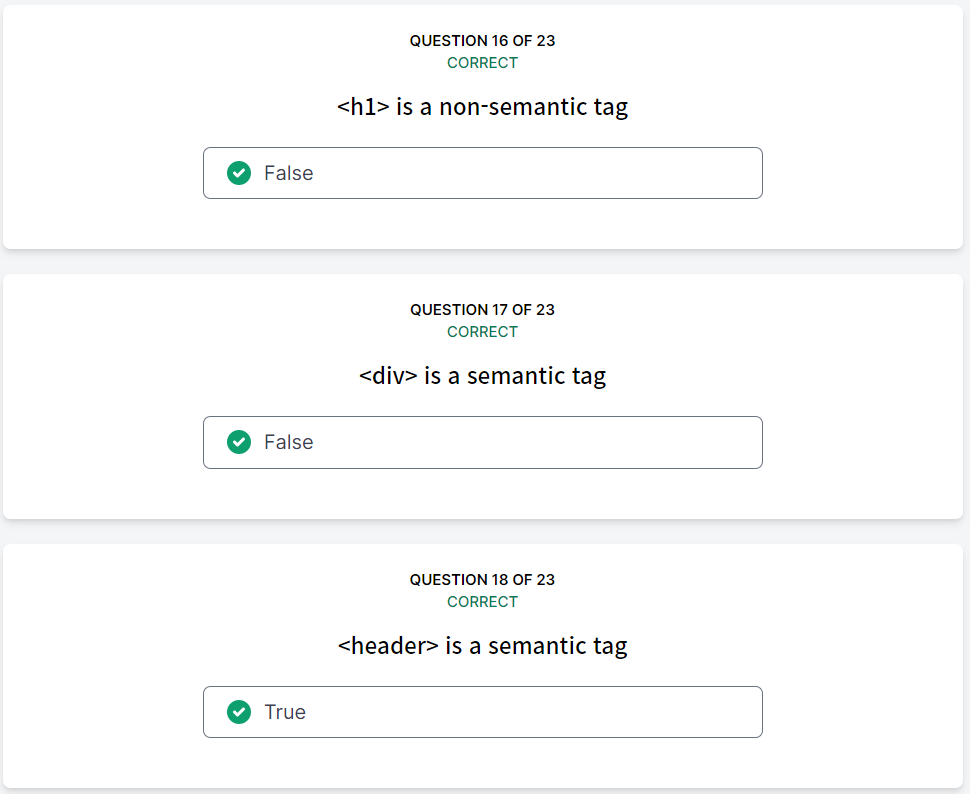 QUESTION 16 OF 23
CORRECT
<h1> is a non-semantic tag
False
QUESTION 17 OF 23
CORRECT
<div> is a semantic tag
False
QUESTION 18 OF 23
CORRECT
<header> is a semantic tag
True